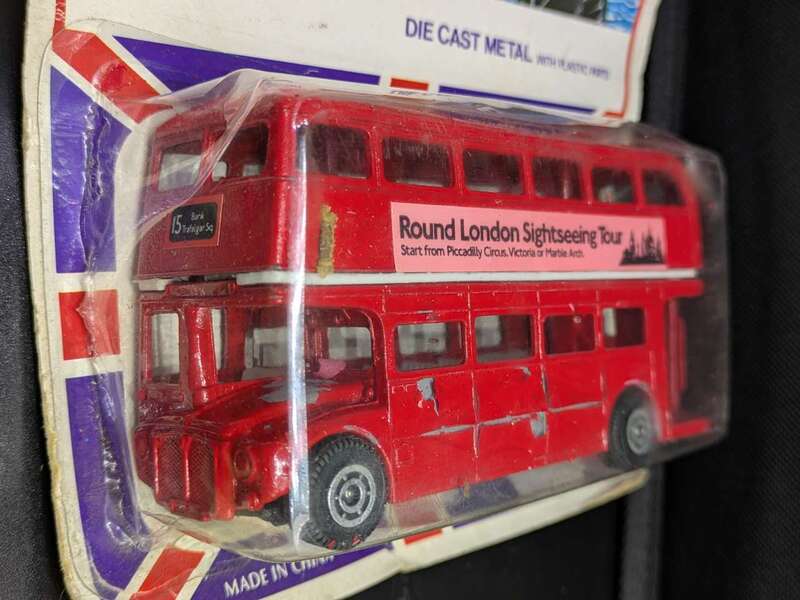 DIE CAST METAL WITH PLASTIC PARTS
15 Bank
Trafalgar Sq
Round London Sightseeing Tour
Start from Piccadilly Circus, Victoria or Marble Arch.
MADE IN CHINA